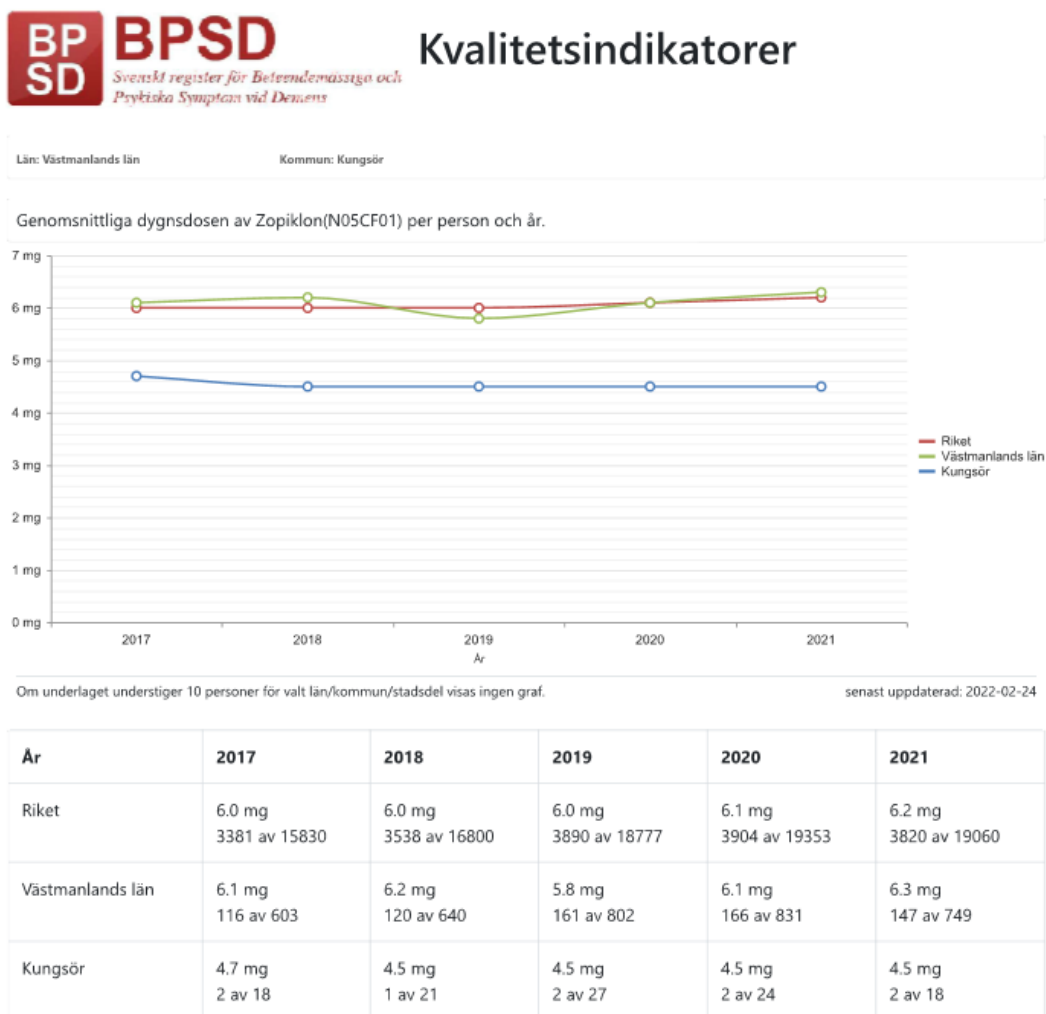 BP
SD
BPSD
Svenskt register för Beteendemässiga och
Psykiska Symptom vid Demens
Kvalitetsindikatorer
Län: Västmanlands län Kommun: Kungsör
Genomsnittliga dygnsdosen av Zopiklon(N05CF01) per person och år.
7 mg
6 mg
5 mg
4 mg
3 mg
2 mg
1 mg
0 mg
2017 2018 2019 2020 2021
År
Riket
Västmanlands län
Kungsör
Om underlaget understiger 10 personer för valt län/kommun/stadsdel visas ingen graf. senast uppdaterad: 2022-02-24
År 2017 2018 2019 2020 2021
Riket 6.0 mg 6.0 mg 6.0 mg 6.1 mg 6.2 mg
3381 av 15830 3538 av 16800 3890 av 18777 3904 av 19353 3820 av 19060
Västmanlands län 6.1 mg 6.2 mg 5.8 mg 6.1 mg 6.3 mg
116 av 603 120 av 640 161 av 802 166 av 831 147 av 749
Kungsör 4.7 mg 4.5 mg 4.5 mg 4.5 mg 4.5 mg
2 av 18 1 av 21 2 av 27 2 av 24 2 av 18